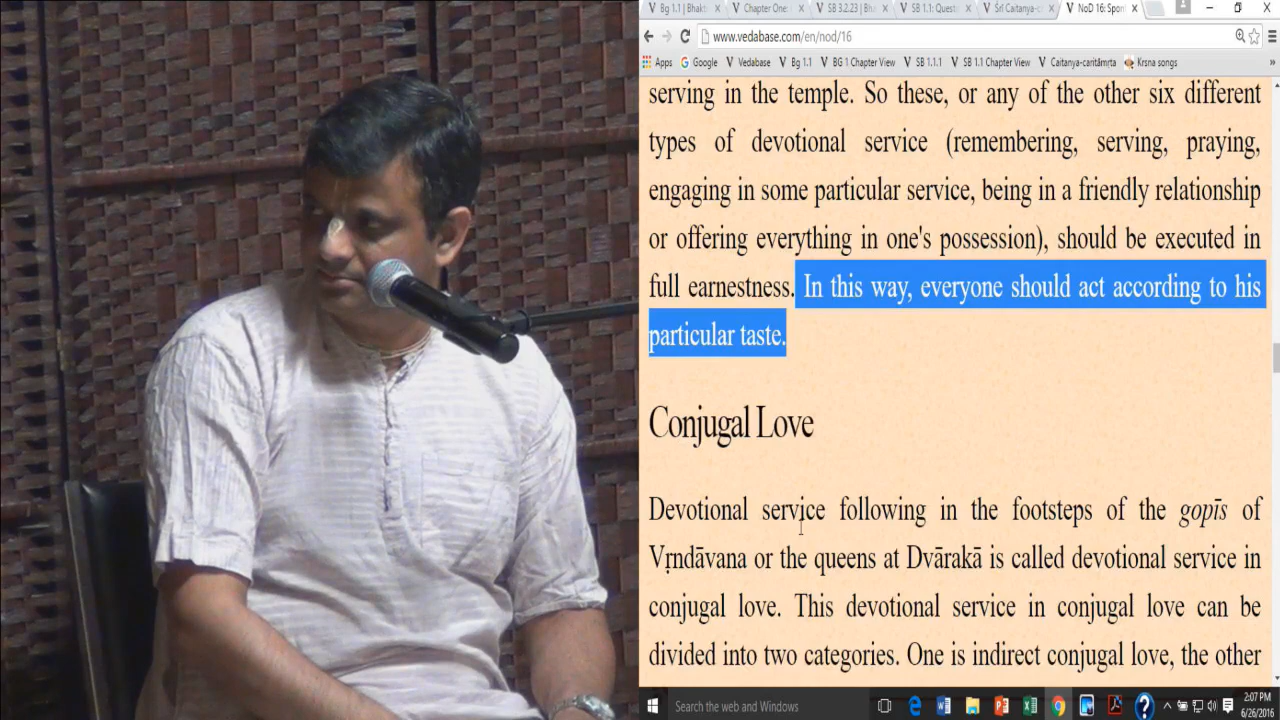 Bg 1.1 | Bhakt
Chapter One:
SB 3.2.23 | Bh
SB 1.1: Quest
Śrī Caitanya-c
NoD 16: Spon
www.vedabase.com/en/nod/16
Apps Google Vedabase Bg 1.1 BG 1 Chapter View SB 1.1.1 SB 1.1 Chapter View Caitanya-caritāmṛta Krsna songs »
serving in the temple. So these, or any of the other six different
types of devotional service (remembering, serving, praying,
engaging in some particular service, being in a friendly relationship
or offering everything in one's possession), should be executed in
full earnestness. In this way, everyone should act according to his
particular taste.
Conjugal Love
Devotional service following in the footsteps of the gopīs of
Vṛndāvana or the queens at Dvārakā is called devotional service in
conjugal love. This devotional service in conjugal love can be
divided into two categories. One is indirect conjugal love, the other
Search the web and Windows
2:07 PM
6/26/2016